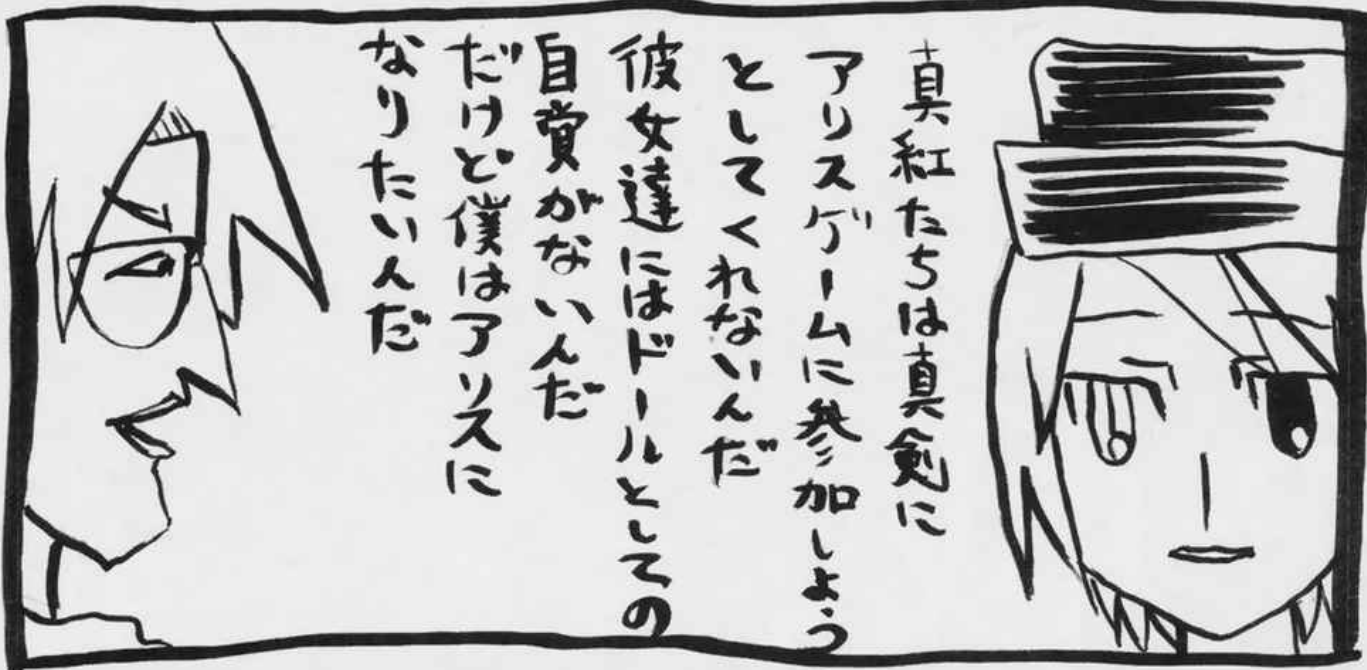 真紅たちは真剣に
アリスゲームに参加しよう
としてくれないんだ
彼女達にはドールとしての
自賞がないんだ
だけど僕はアリスに
なりたいんだ